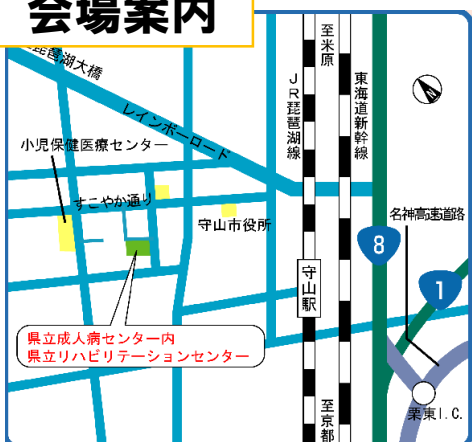 会場案内
琵琶湖大橋
レインボーロード
小児保健医療センター
すこやか通り
守山市役所
県立成人病センター内
県立リハビリテーションセンター
至米原
JR琵琶湖線
東海道新幹線
守山駅
至京都
8
名神高速道路
1
栗東I.C.